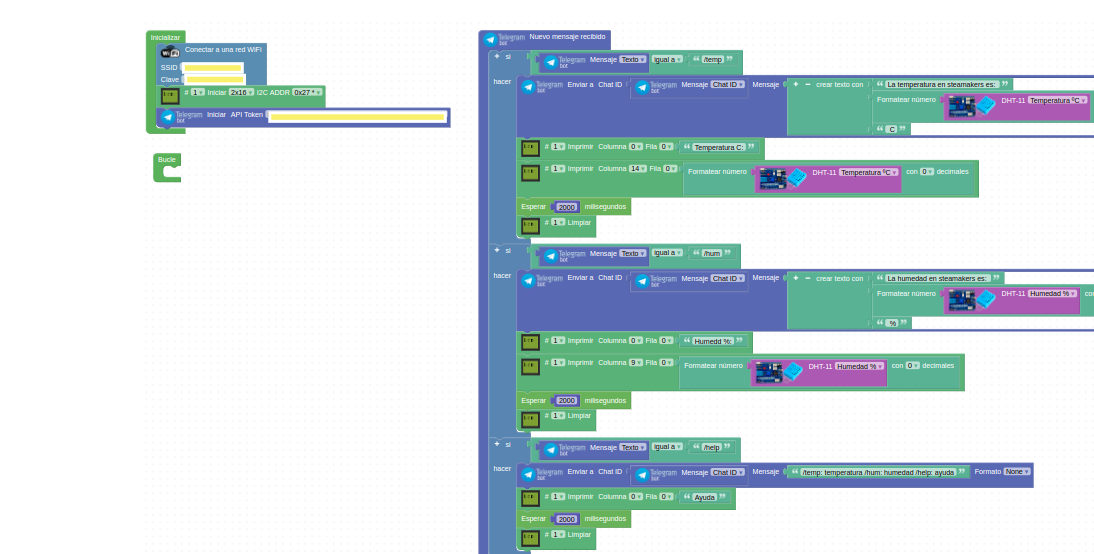 Inicializar
Conectar a una red WiFi
SSID
Clave
# 1 Iniciar 2x16 I2C ADDR 0x27 *
Telegram bot Iniciar API Token
Bucle
Telegram bot Nuevo mensaje recibido
+ si Telegram bot Mensaje Texto igual a “ /temp ”
hacer Telegram bot Enviar a Chat ID Telegram bot Mensaje Chat ID Mensaje + − crear texto con “ La temperatura en steamakers es: ”
Formatear número DHT-11 Temperatura ºC
“ C ”
# 1 Imprimir Columna 0 Fila 0 “ Temperatura C: ”
# 1 Imprimir Columna 14 Fila 0 Formatear número DHT-11 Temperatura ºC con 0 decimales
Esperar 2000 milisegundos
# 1 Limpiar
+ si Telegram bot Mensaje Texto igual a “ /hum ”
hacer Telegram bot Enviar a Chat ID Telegram bot Mensaje Chat ID Mensaje + − crear texto con “ La humedad en steamakers es: ”
Formatear número DHT-11 Humedad % co
“ % ”
# 1 Imprimir Columna 0 Fila 0 “ Humedd %: ”
# 1 Imprimir Columna 9 Fila 0 Formatear número DHT-11 Humedad % con 0 decimales
Esperar 2000 milisegundos
# 1 Limpiar
+ si Telegram bot Mensaje Texto igual a “ /help ”
hacer Telegram bot Enviar a Chat ID Telegram bot Mensaje Chat ID Mensaje “ /temp: temperatura /hum: humedad /help: ayuda ” Formato None
# 1 Imprimir Columna 0 Fila 0 “ Ayuda ”
Esperar 2000 milisegundos
# 1 Limpiar